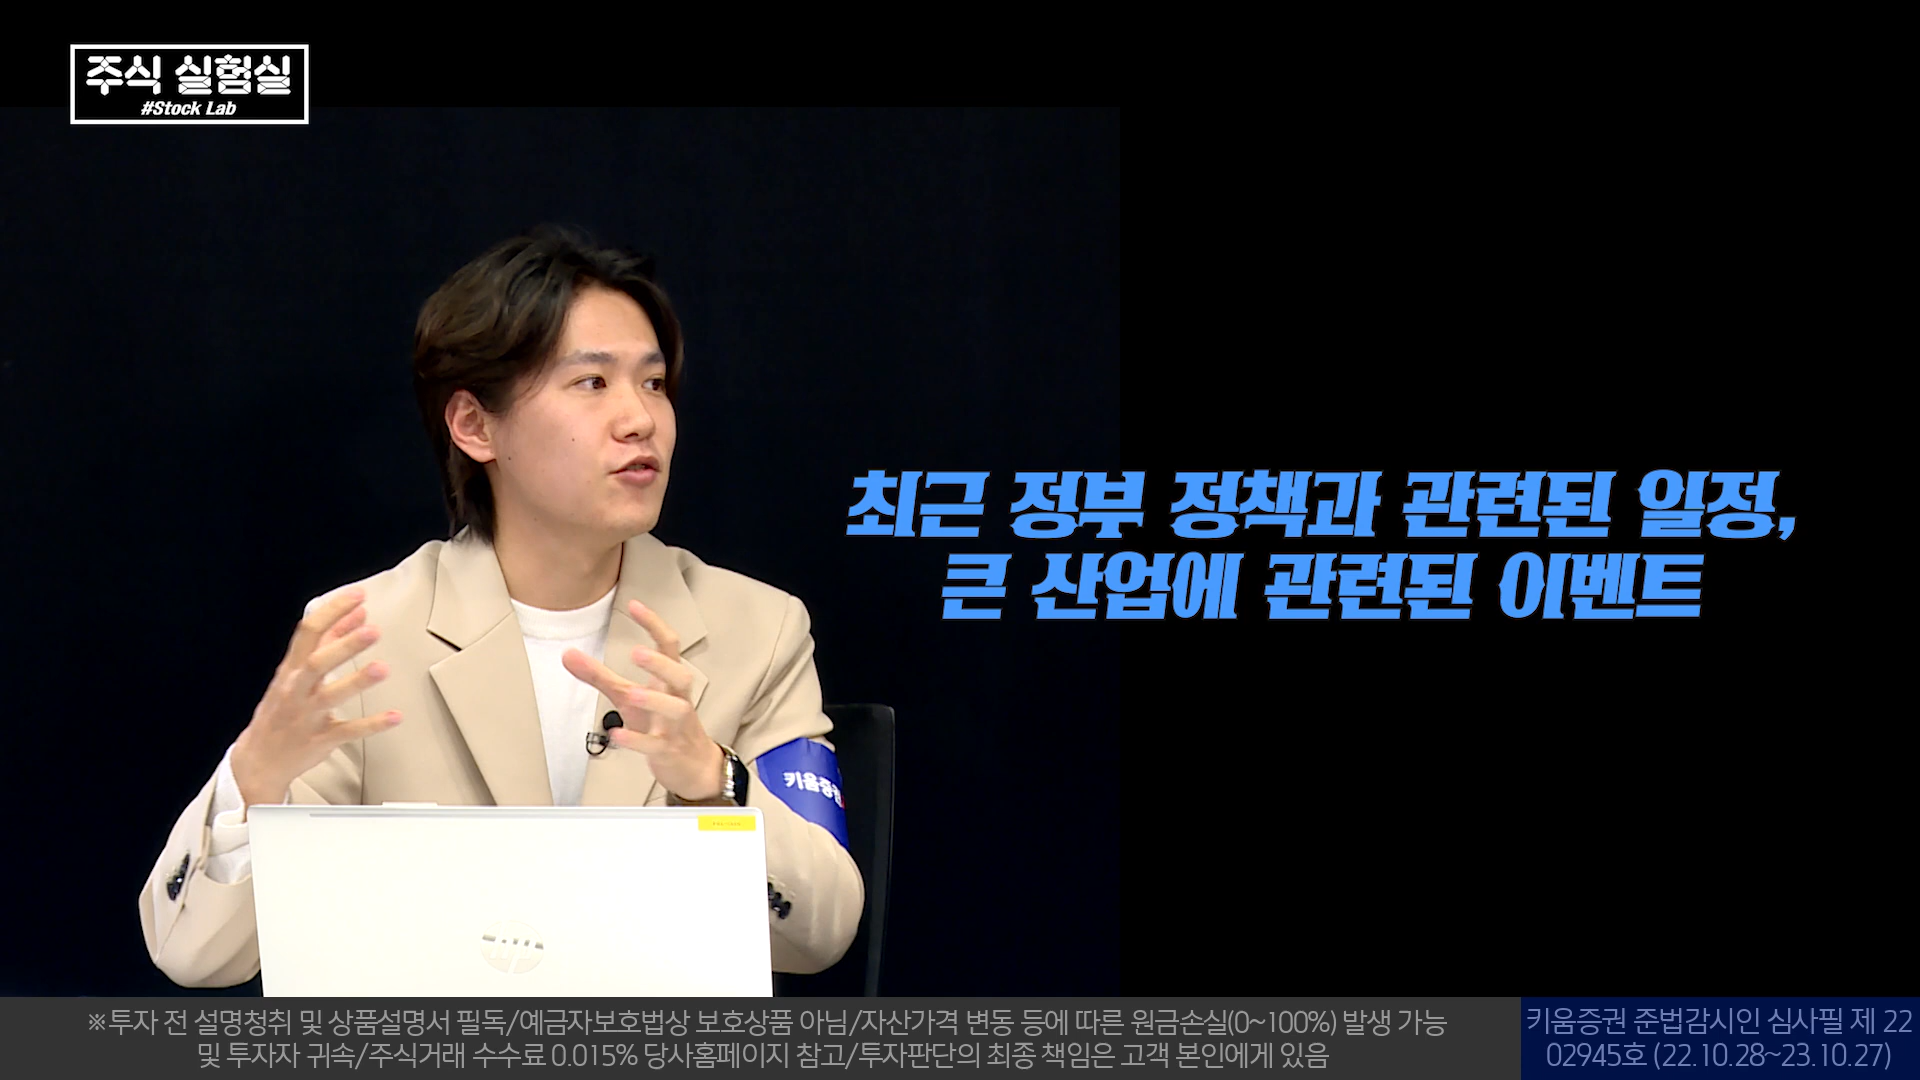 주식 실험실
#Stock Lab
최근 정부 정책과 관련된 일정,
큰 산업에 관련된 이벤트
키움증권
hp
※투자 전 설명청취 및 상품설명서 필독/예금자보호법상 보호상품 아님/자산가격 변동 등에 따른 원금손실(0~100%) 발생 가능
및 투자자 귀속/주식거래 수수료 0.015% 당사홈페이지 참고/투자판단의 최종 책임은 고객 본인에게 있음
키움증권 준법감시인 심사필 제 22
02945호 (22.10.28~23.10.27)